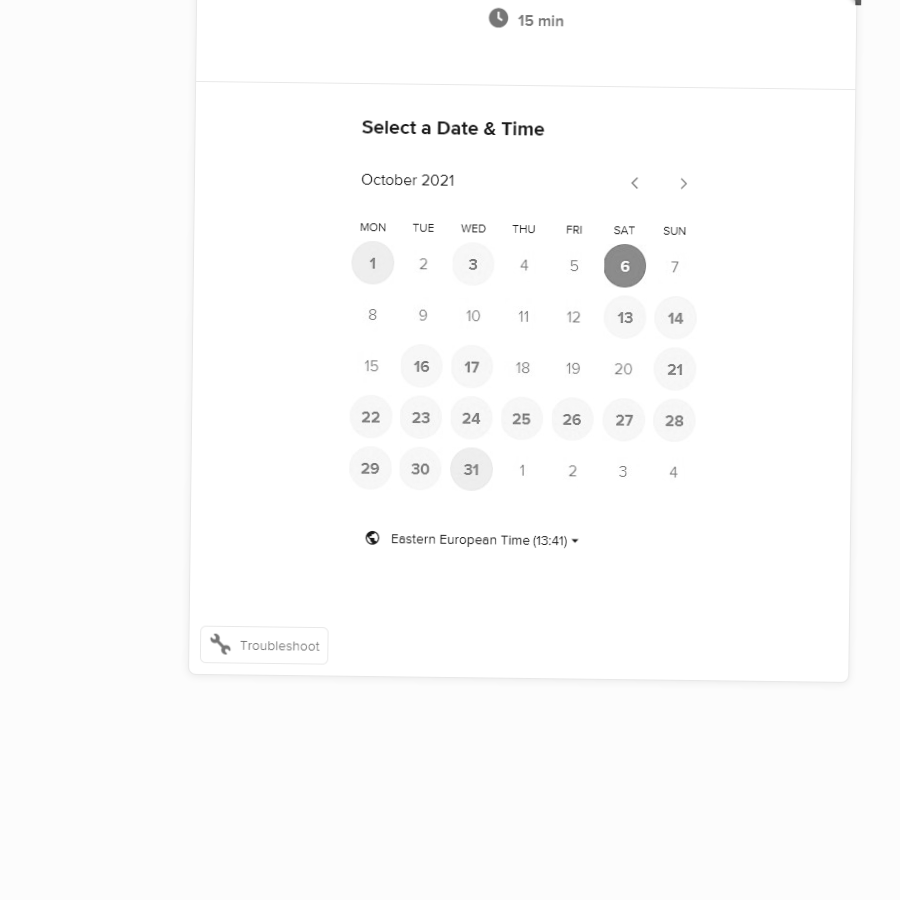 15 min
Select a Date & Time
October 2021
MON TUE WED THU FRI SAT SUN
1 2 3 4 5 6 7
8 9 10 11 12 13 14
15 16 17 18 19 20 21
22 23 24 25 26 27 28
29 30 31 1 2 3 4
Eastern European Time (13:41)
Troubleshoot